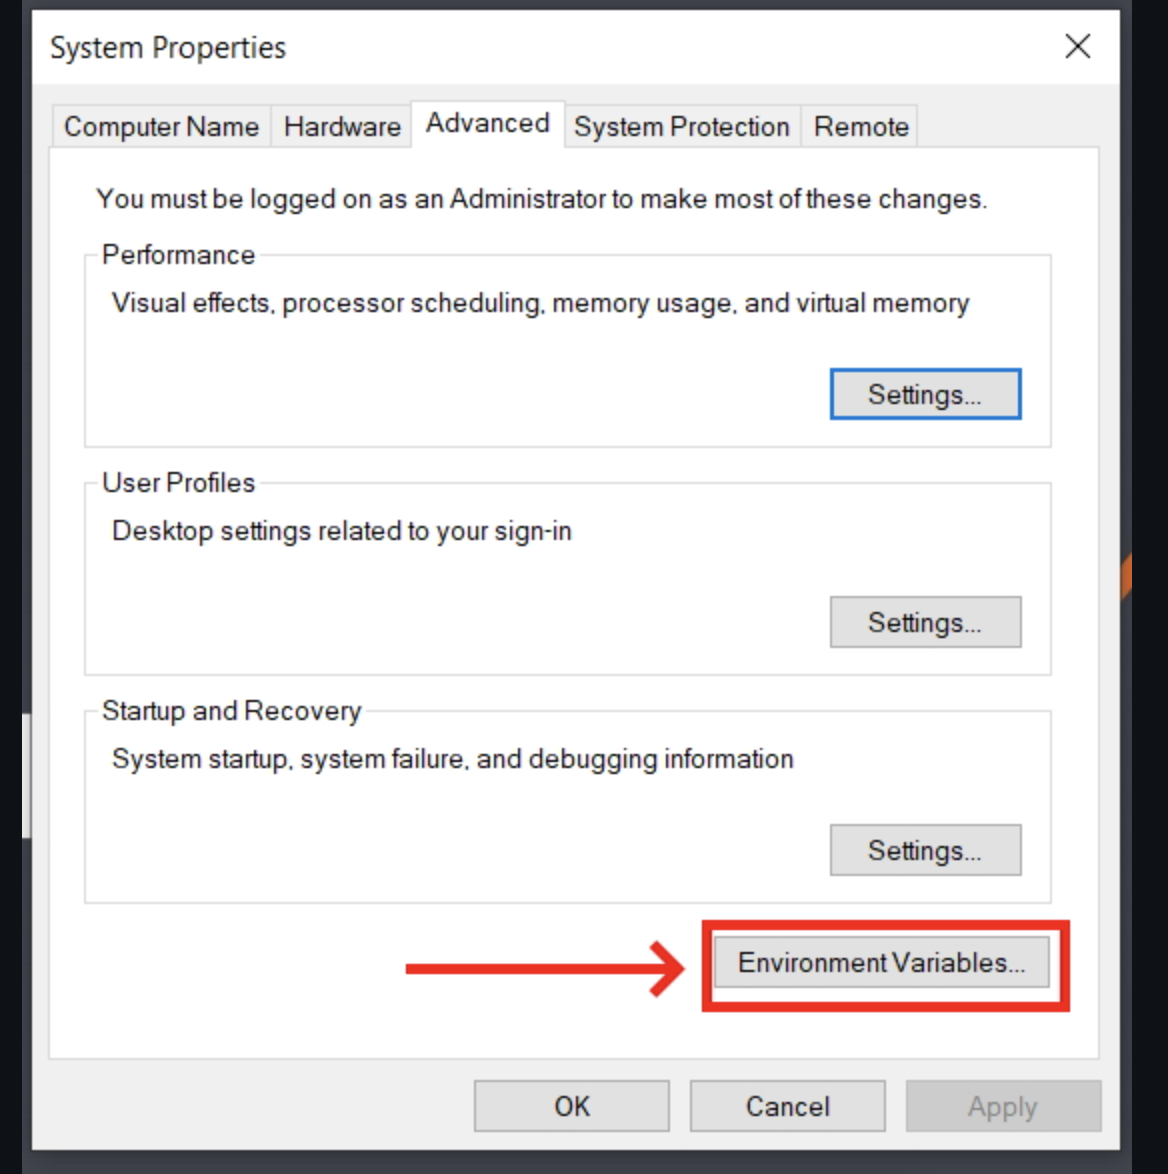 System Properties
Computer Name
Hardware
Advanced
System Protection
Remote
You must be logged on as an Administrator to make most of these changes.
Performance
Visual effects, processor scheduling, memory usage, and virtual memory
Settings...
User Profiles
Desktop settings related to your sign-in
Settings...
Startup and Recovery
System startup, system failure, and debugging information
Settings...
Environment Variables...
OK
Cancel
Apply